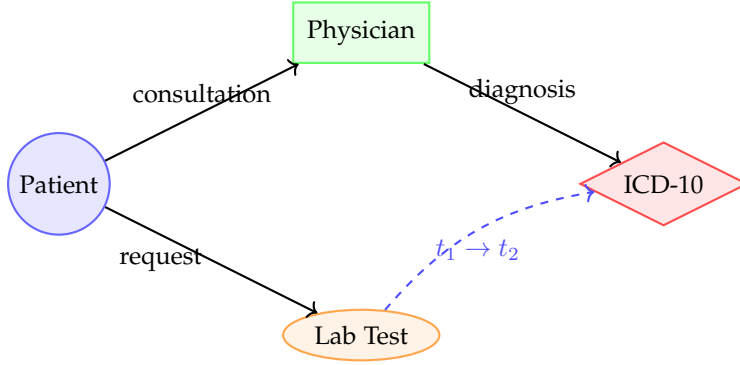 Physician
consultation
diagnosis
Patient
ICD-10
request
t₁ → t₂
Lab Test